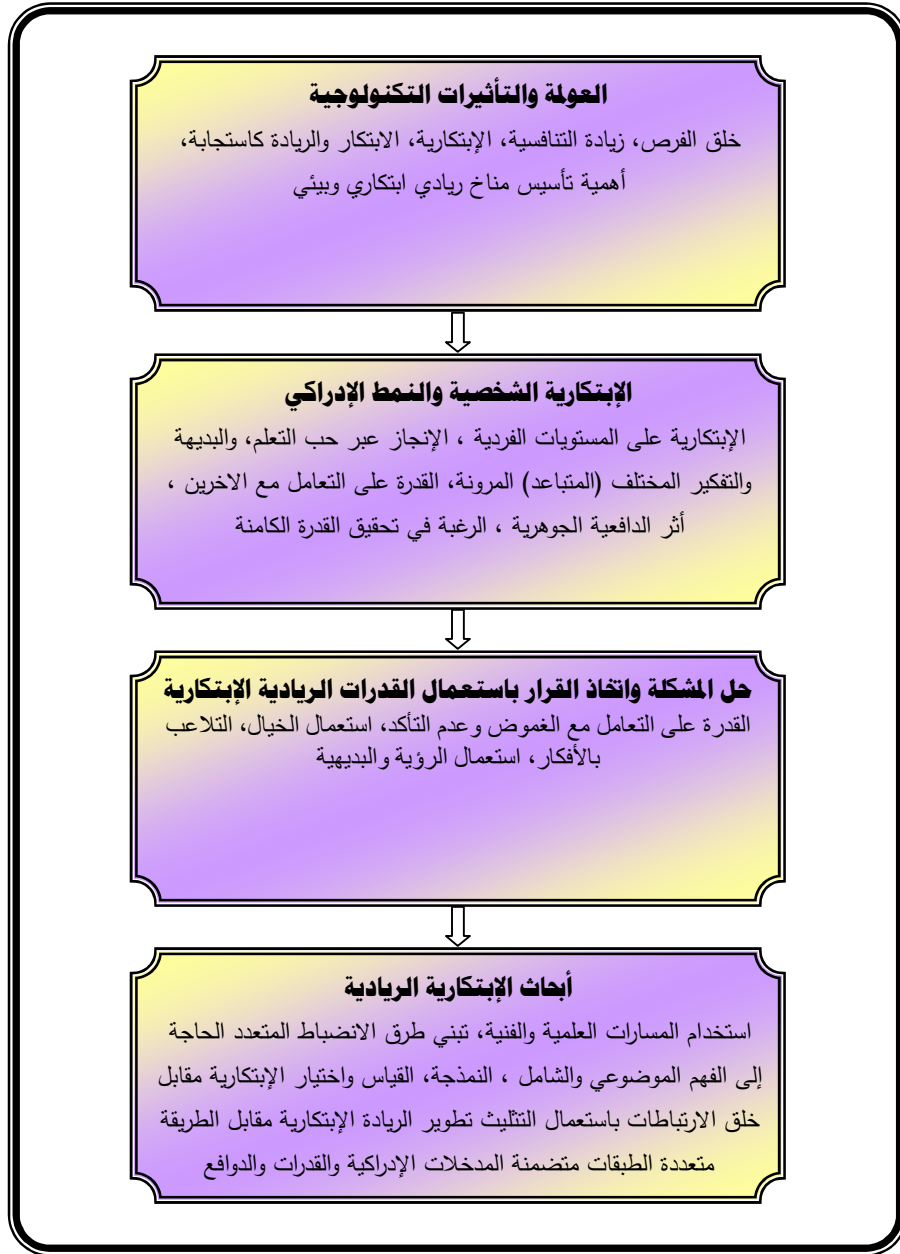 العولمة والتأثيرات التكنولوجية
خلق الفرص، زيادة التنافسية، الإبتكارية، الابتكار والريادة كاستجابة،
أهمية تأسيس مناخ ريادي ابتكاري وبيئي
الإبتكارية الشخصية والنمط الإدراكي
الإبتكارية على المستويات الفردية ، الإنجاز عبر حب التعلم، والبديهة
والتفكير المختلف (المتباعد) المرونة، القدرة على التعامل مع الاخرين ،
أثر الدافعية الجوهرية ، الرغبة في تحقيق القدرة الكامنة
حل المشكلة واتخاذ القرار باستعمال القدرات الريادية الإبتكارية
القدرة على التعامل مع الغموض وعدم التأكد، استعمال الخيال، التلاعب
بالأفكار، استعمال الرؤية والبديهية
أبحاث الإبتكارية الريادية
استخدام المسارات العلمية والفنية، تبني طرق الانضباط المتعدد الحاجة
إلى الفهم الموضوعي والشامل ، النمذجة، القياس واختيار الإبتكارية مقابل
خلق الارتباطات باستعمال التثليث تطوير الريادة الإبتكارية مقابل الطريقة
متعددة الطبقات متضمنة المدخلات الإدراكية والقدرات والدوافع